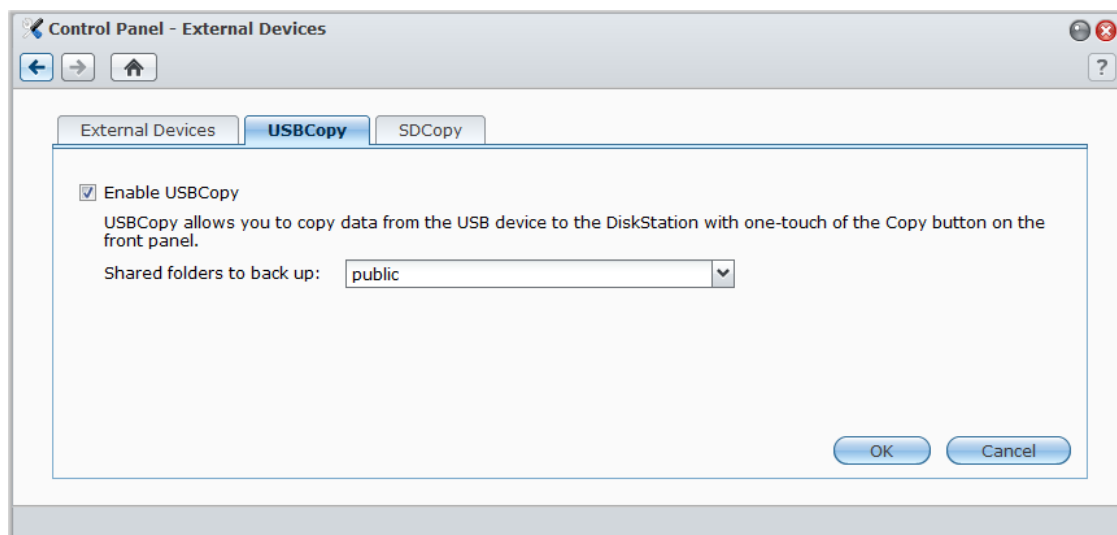 Control Panel - External Devices
?
External Devices
USBCopy
SDCopy
Enable USBCopy
USBCopy allows you to copy data from the USB device to the DiskStation with one-touch of the Copy button on the
front panel.
Shared folders to back up:
public
OK
Cancel